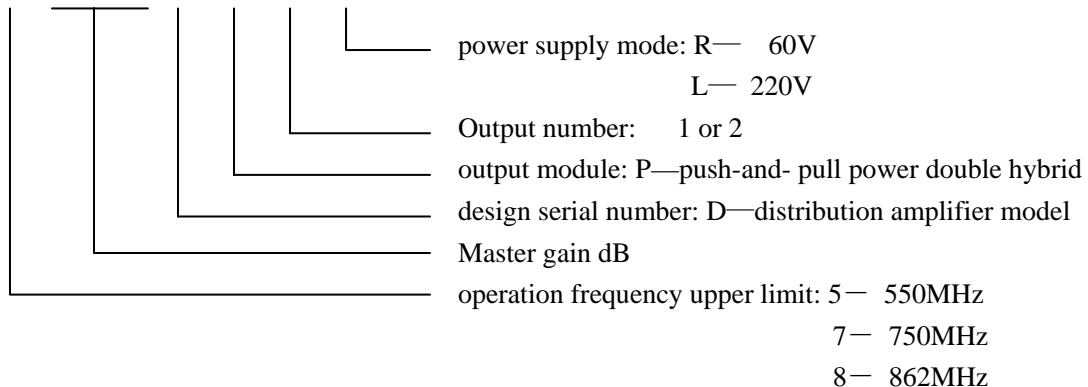 power supply mode: R— 60V
L— 220V
Output number: 1 or 2
output module: P—push-and- pull power double hybrid
design serial number: D—distribution amplifier model
Master gain dB
operation frequency upper limit: 5— 550MHz
7— 750MHz
8— 862MHz